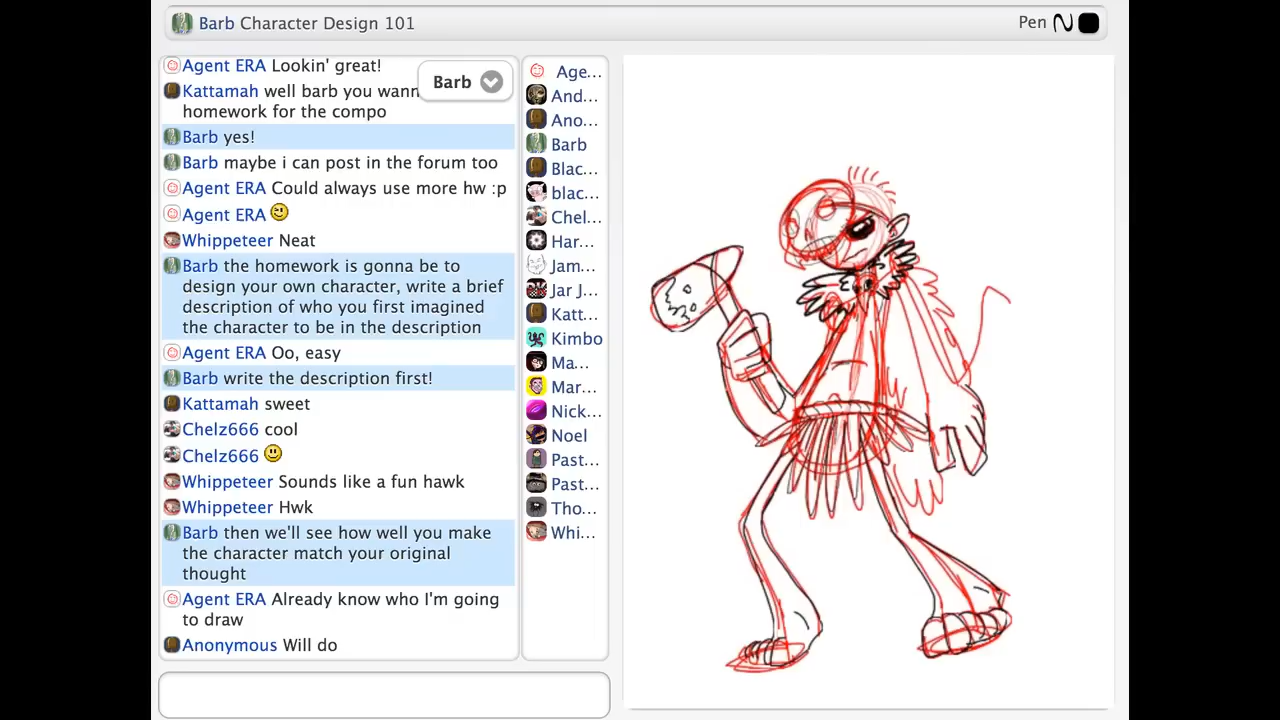 Barb Character Design 101
Pen
Agent ERA Lookin' great!
Barb
Kattamah well barb you wann
homework for the compo
Barb yes!
Barb maybe i can post in the forum too
Agent ERA Could always use more hw :p
Agent ERA
Whippeteer Neat
Barb the homework is gonna be to
design your own character, write a brief
description of who you first imagined
the character to be in the description
Agent ERA Oo, easy
Barb write the description first!
Kattamah sweet
Chelz666 cool
Chelz666
Whippeteer Sounds like a fun hawk
Whippeteer Hwk
Barb then we'll see how well you make
the character match your original
thought
Agent ERA Already know who I'm going
to draw
Anonymous Will do
Age...
And...
Ano...
Barb
Blac...
blac...
Chel...
Har...
Jam...
Jar J...
Katt...
Kimbo
Ma...
Mar...
Nick...
Noel
Past...
Past...
Tho...
Whi...